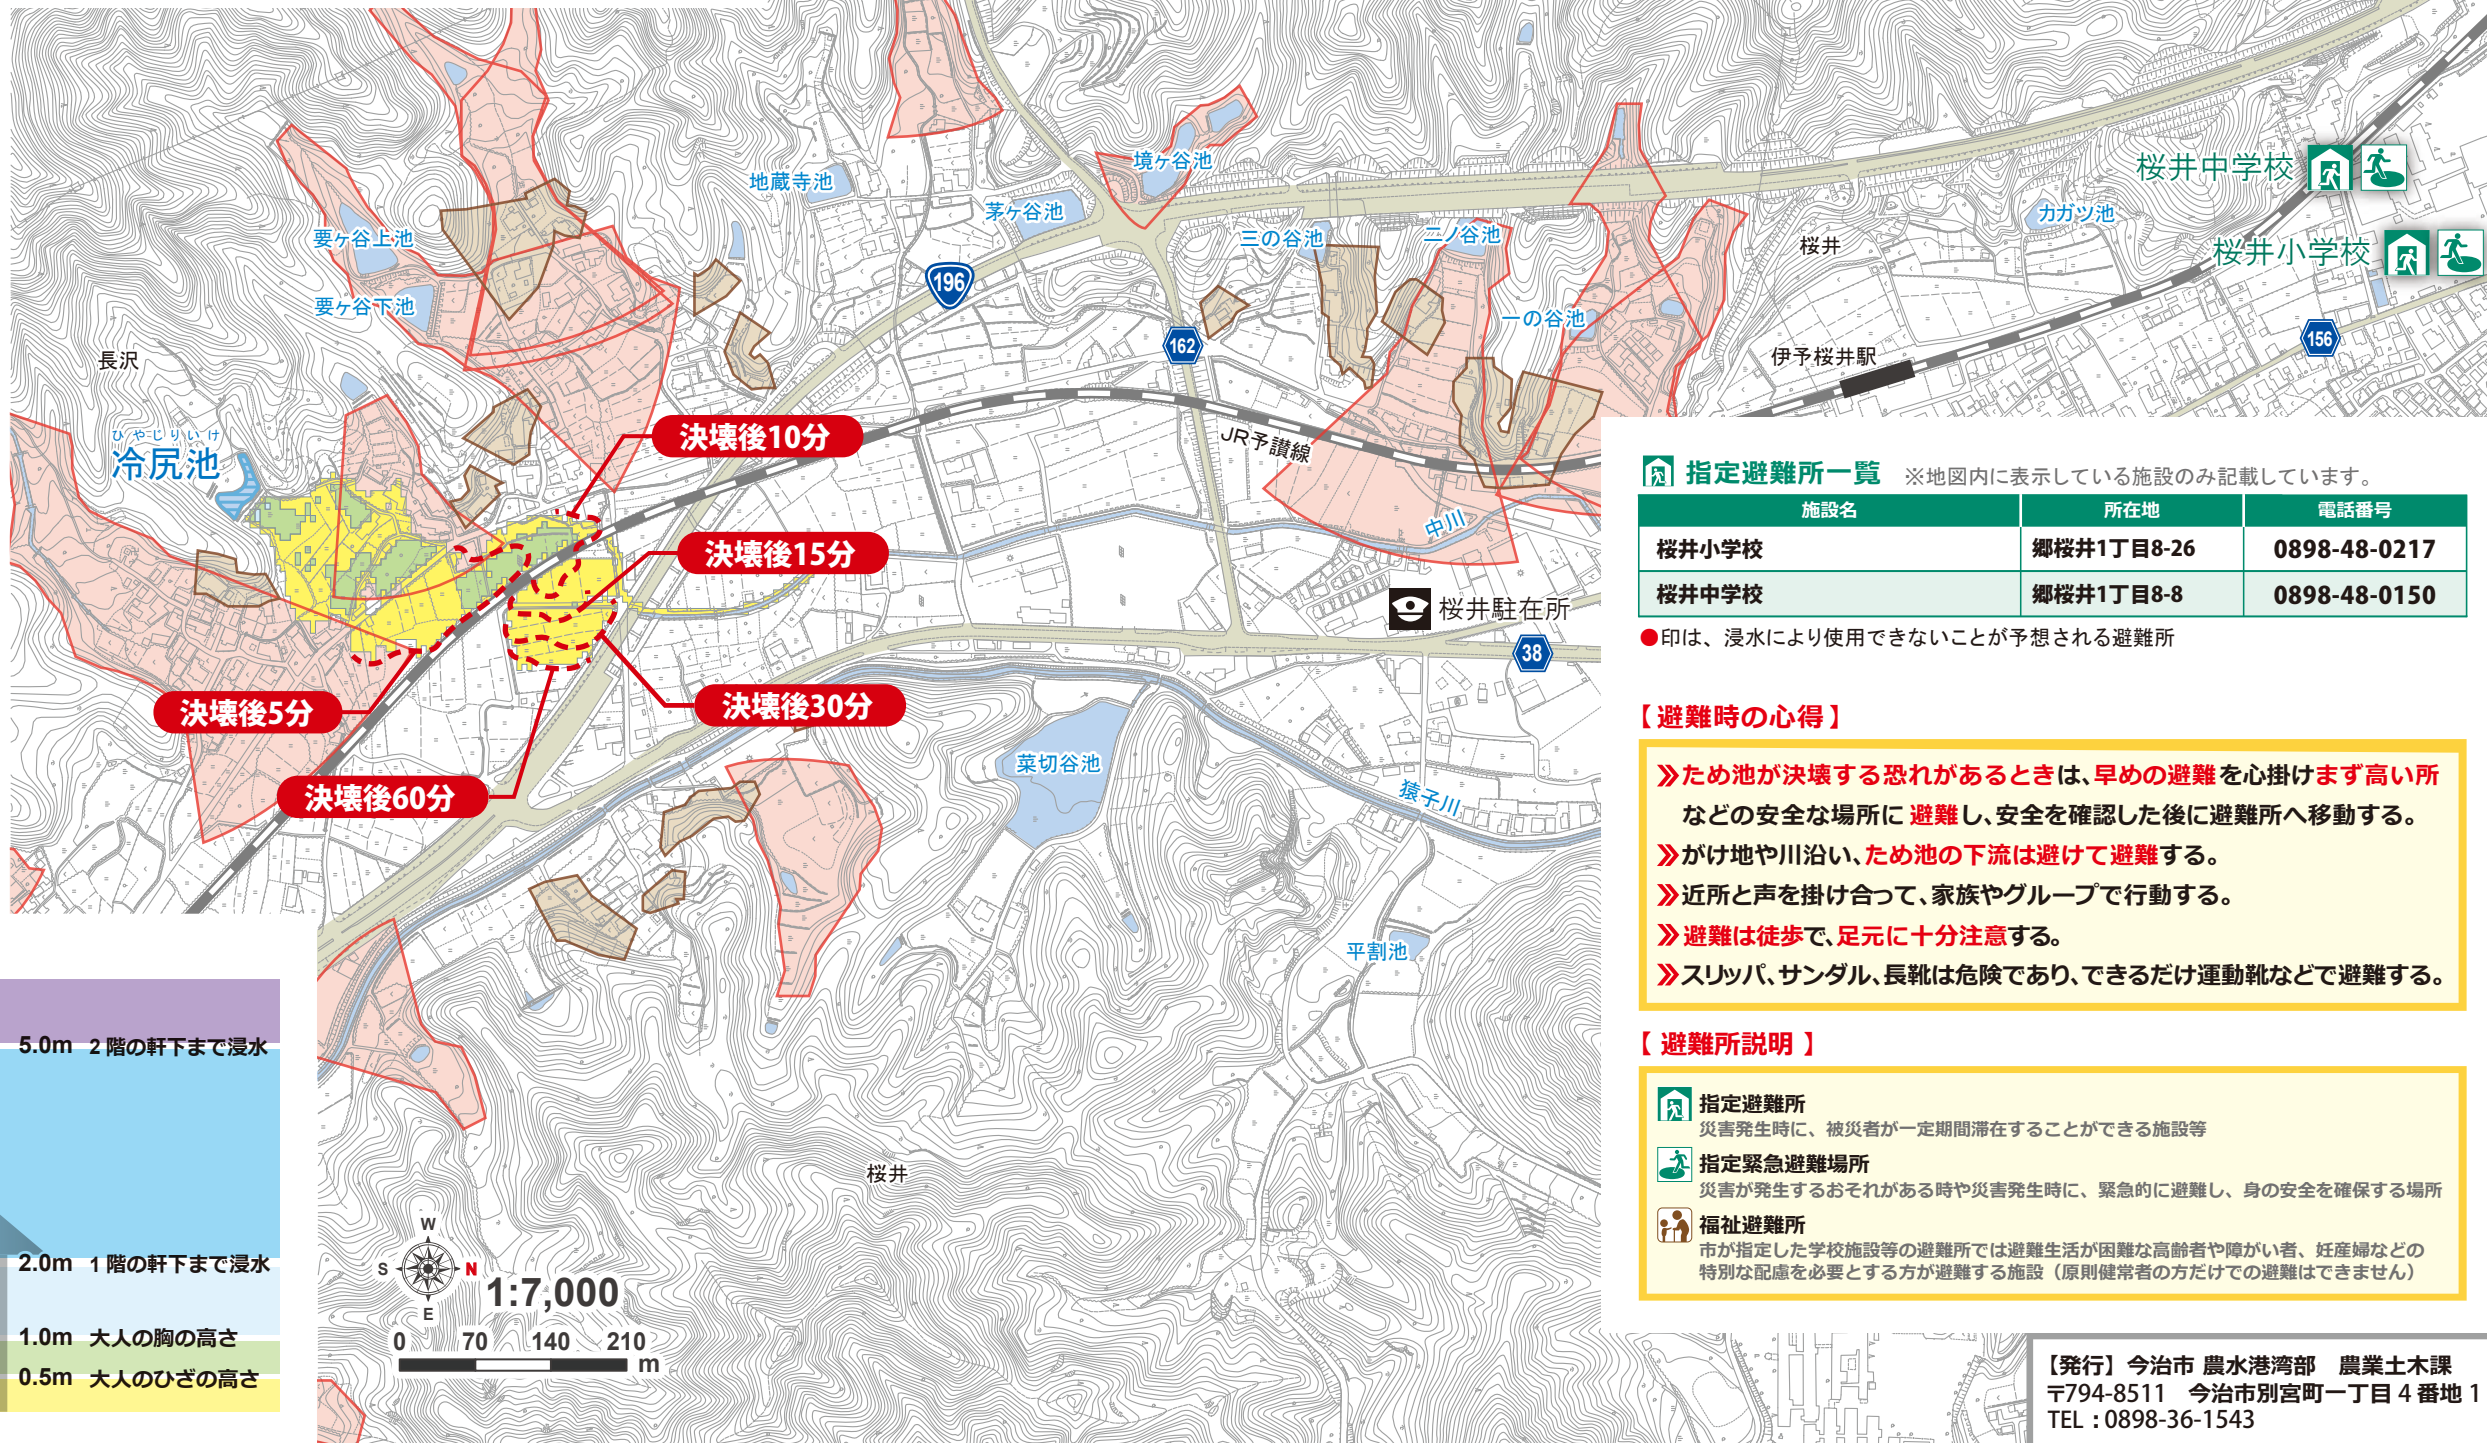 桜井中学校
境ヶ谷池
地蔵寺池
茅ヶ谷池
カガツ池
要ヶ谷上池
三の谷池
二ノ谷池
桜井
桜井小学校
196
要ヶ谷下池
一の谷池
162
156
長沢
伊予桜井駅
ひやじりいけ
冷尻池
決壊後10分
JR予讃線
決壊後15分
中川
桜井駐在所
38
決壊後5分
決壊後30分
決壊後60分
菜切谷池
猿子川
平割池
桜井
指定避難所一覧 ※地図内に表示している施設のみ記載しています。
施設名 所在地 電話番号
桜井小学校 郷桜井1丁目8-26 0898-48-0217
桜井中学校 郷桜井1丁目8-8 0898-48-0150
●印は、浸水により使用できないことが予想される避難所
【避難時の心得】
≫ため池が決壊する恐れがあるときは、早めの避難を心掛けまず高い所
などの安全な場所に避難し、安全を確認した後に避難所へ移動する。
≫がけ地や川沿い、ため池の下流は避けて避難する。
≫近所と声を掛け合って、家族やグループで行動する。
≫避難は徒歩で、足元に十分注意する。
≫スリッパ、サンダル、長靴は危険であり、できるだけ運動靴などで避難する。
【避難所説明】
指定避難所
災害発生時に、被災者が一定期間滞在することができる施設等
指定緊急避難場所
災害が発生するおそれがある時や災害発生時に、緊急的に避難し、身の安全を確保する場所
福祉避難所
市が指定した学校施設等の避難所では避難生活が困難な高齢者や障がい者、妊産婦などの
特別な配慮を必要とする方が避難する施設（原則健常者の方だけでの避難はできません）
5.0m 2階の軒下まで浸水
2.0m 1階の軒下まで浸水
1.0m 大人の胸の高さ
0.5m 大人のひざの高さ
W
S N
E
1:7,000
0 70 140 210
m
【発行】今治市 農水港湾部 農業土木課
〒794-8511 今治市別宮町一丁目4番地1
TEL：0898-36-1543